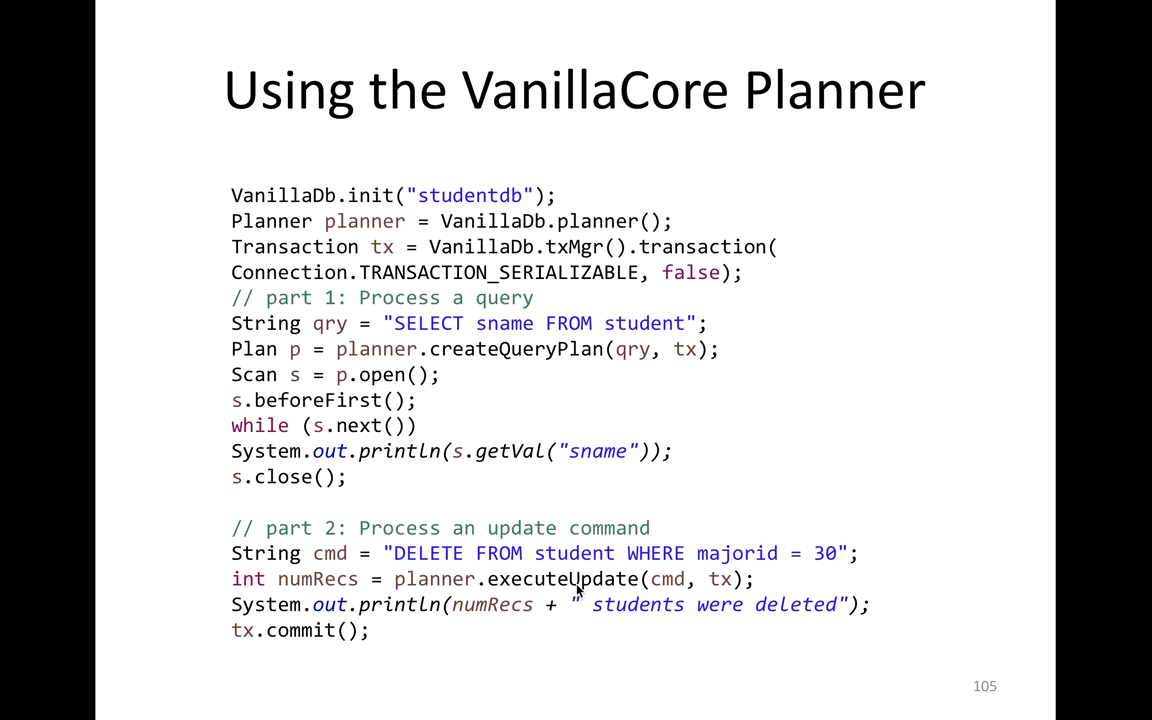 Using the VanillaCore Planner
VanillaDb.init("studentdb");
Planner planner = VanillaDb.planner();
Transaction tx = VanillaDb.txMgr().transaction(
Connection.TRANSACTION_SERIALIZABLE, false);
// part 1: Process a query
String qry = "SELECT sname FROM student";
Plan p = planner.createQueryPlan(qry, tx);
Scan s = p.open();
s.beforeFirst();
while (s.next())
System.out.println(s.getVal("sname"));
s.close();
// part 2: Process an update command
String cmd = "DELETE FROM student WHERE majorid = 30";
int numRecs = planner.executeUpdate(cmd, tx);
System.out.println(numRecs + " students were deleted");
tx.commit();
105